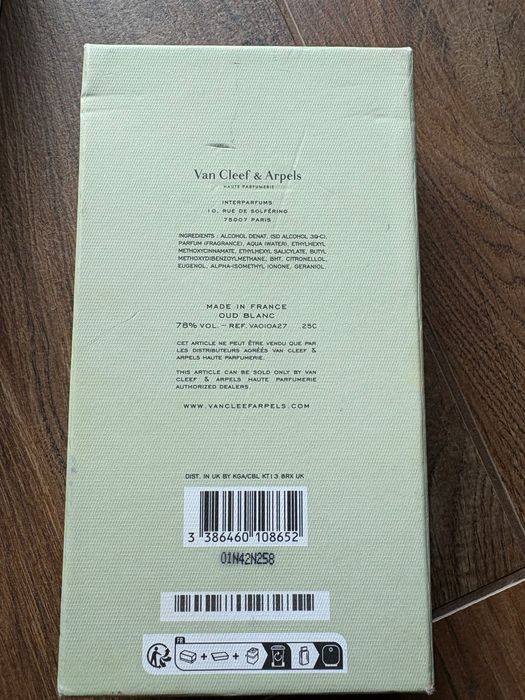 Van Cleef & Arpels
HAUTE PARFUMERIE
INTERPARFUMS
10, RUE DE SOLFÉRINO
75007 PARIS
INGREDIENTS : ALCOHOL DENAT. (SD ALCOHOL 39-C),
PARFUM (FRAGRANCE), AQUA (WATER), ETHYLHEXYL
METHOXYCINNAMATE, ETHYLHEXYL SALICYLATE, BUTYL
METHOXYDIBENZOYLMETHANE, BHT, CITRONELLOL,
EUGENOL, ALPHA-ISOMETHYL IONONE, GERANIOL.
MADE IN FRANCE
OUD BLANC
78% VOL. – REF. VA010A27 25C
CET ARTICLE NE PEUT ÊTRE VENDU QUE PAR
LES DISTRIBUTEURS AGRÉÉS VAN CLEEF &
ARPELS HAUTE PARFUMERIE.
THIS ARTICLE CAN BE SOLD ONLY BY VAN
CLEEF & ARPELS HAUTE PARFUMERIE
AUTHORIZED DEALERS.
WWW.VANCLEEFARPELS.COM
DIST. IN UK BY KGA/CBL KT13 8RX UK
3 386460 108652
01N42N258
FR